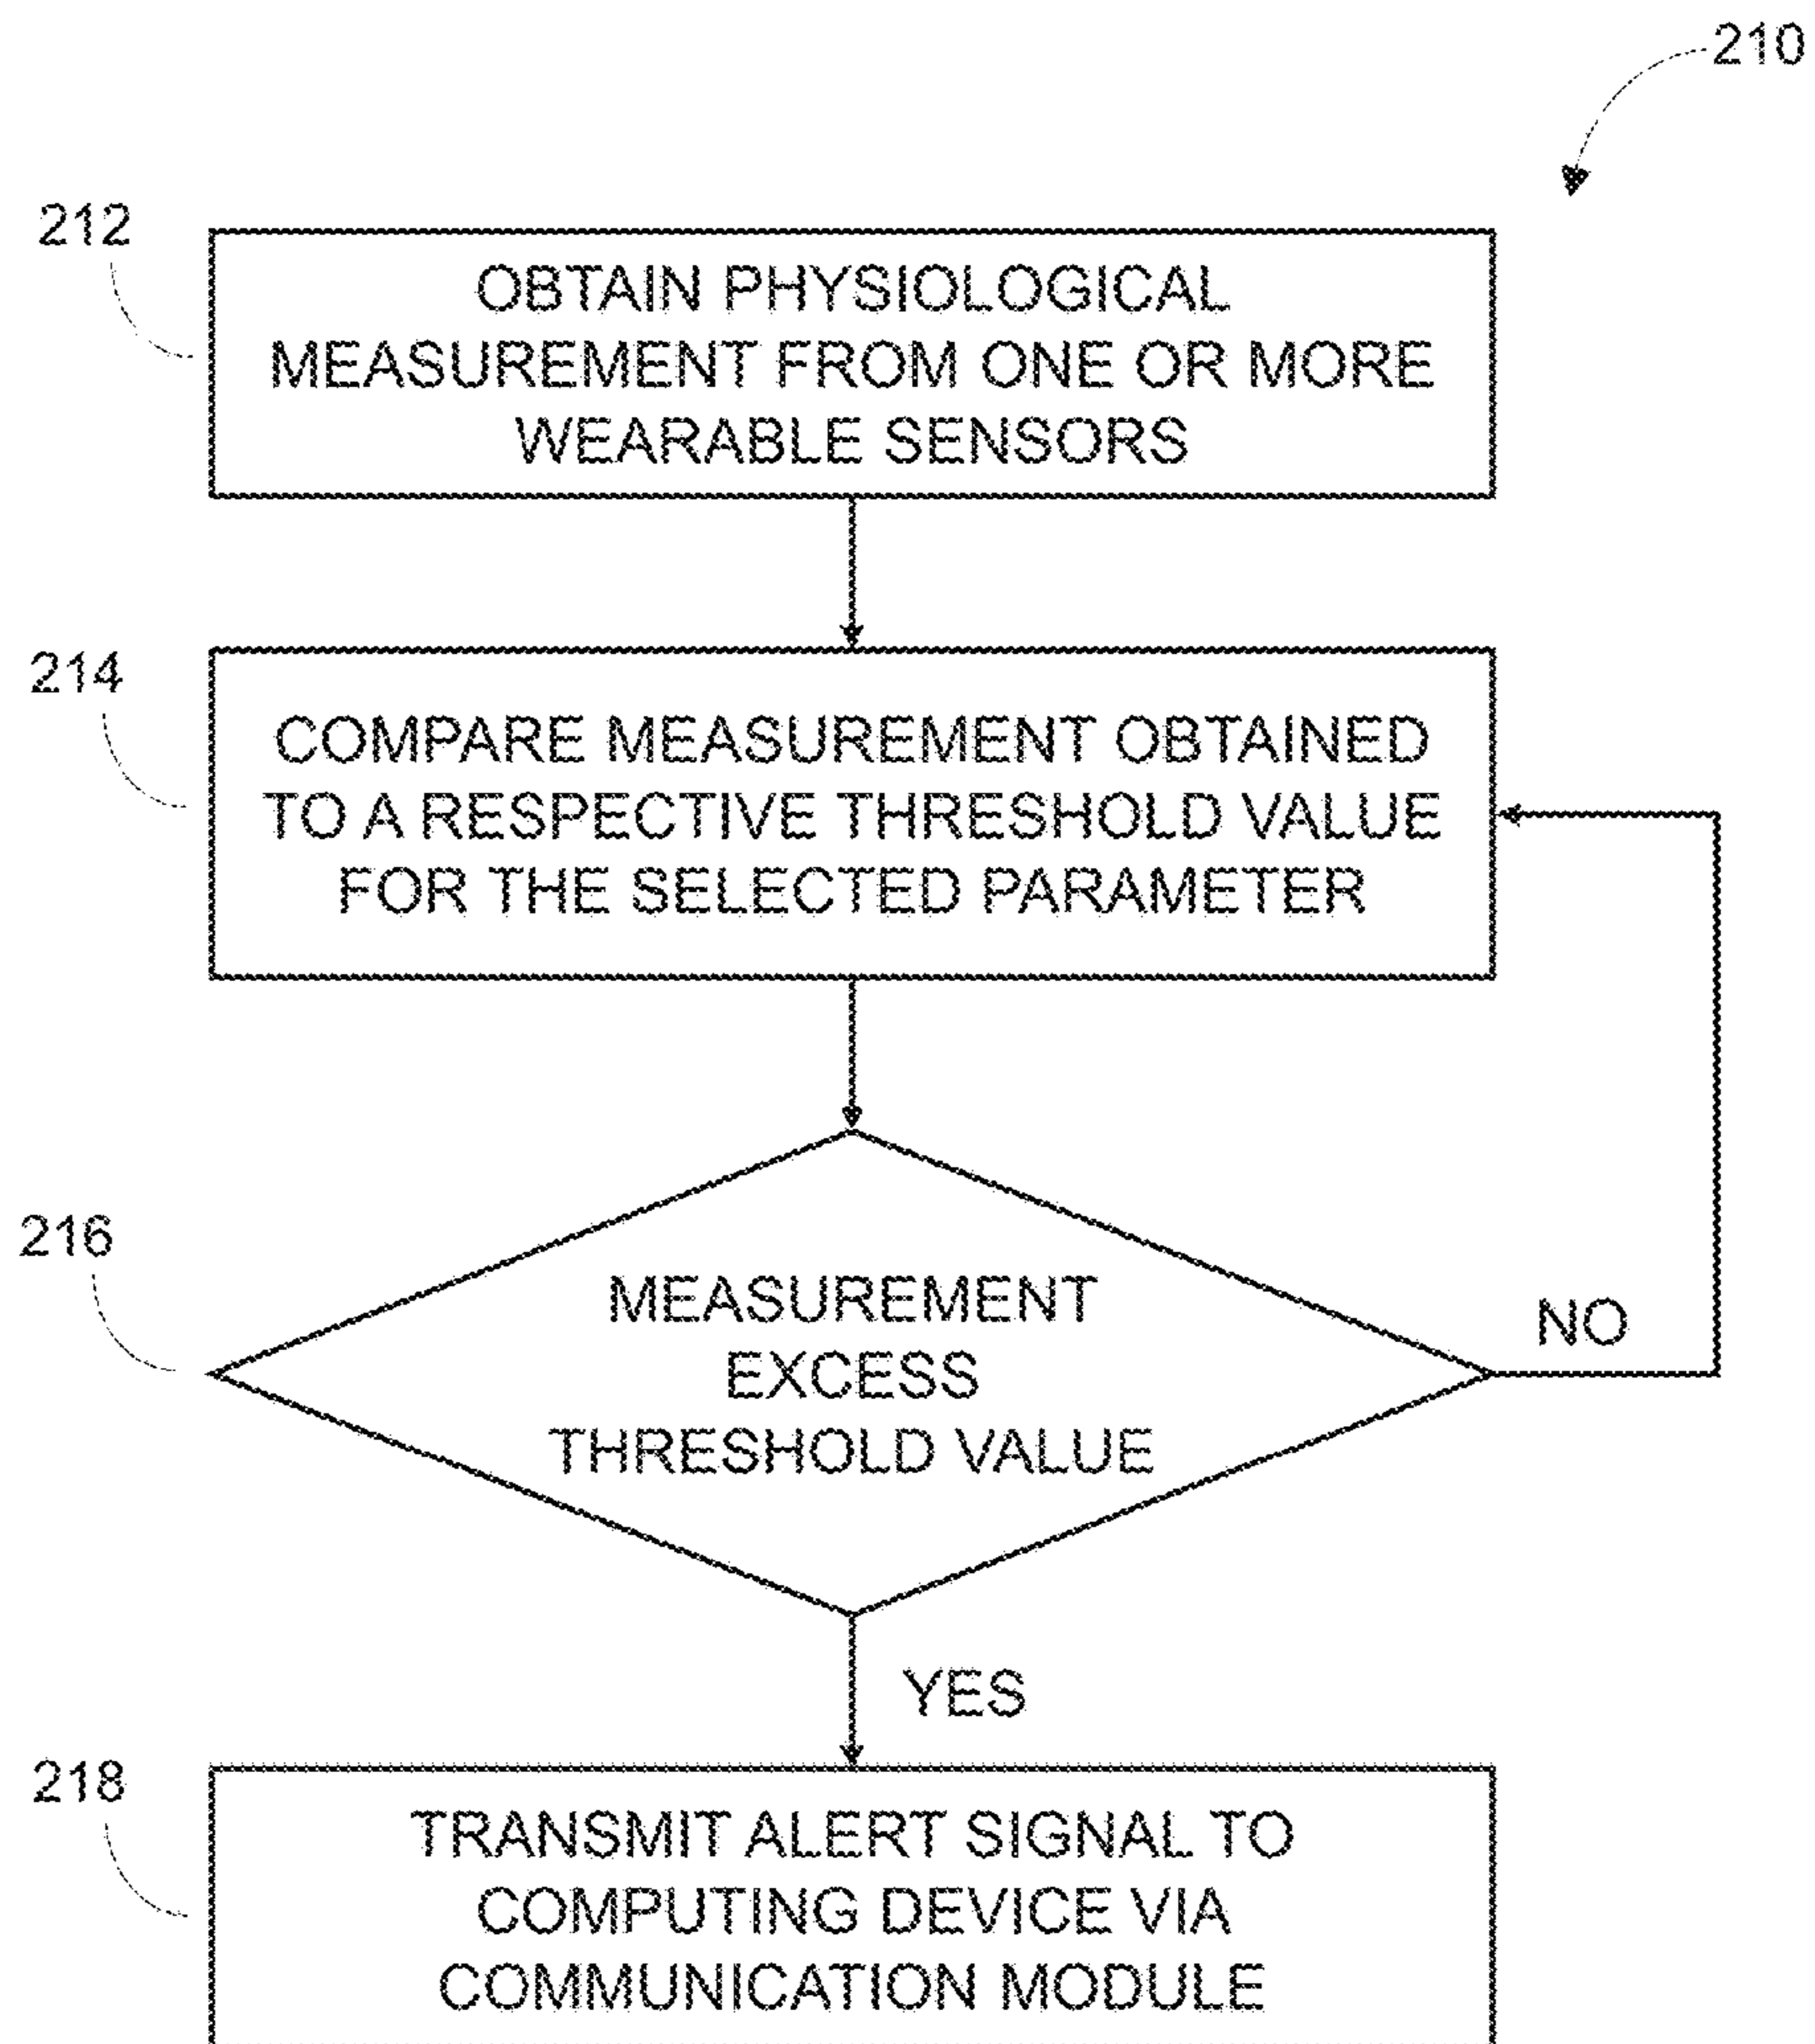 210
212
OBTAIN PHYSIOLOGICAL
MEASUREMENT FROM ONE OR MORE
WEARABLE SENSORS
214
COMPARE MEASUREMENT OBTAINED
TO A RESPECTIVE THRESHOLD VALUE
FOR THE SELECTED PARAMETER
216
MEASUREMENT
EXCESS
THRESHOLD VALUE
NO
YES
218
TRANSMIT ALERT SIGNAL TO
COMPUTING DEVICE VIA
COMMUNICATION MODULE